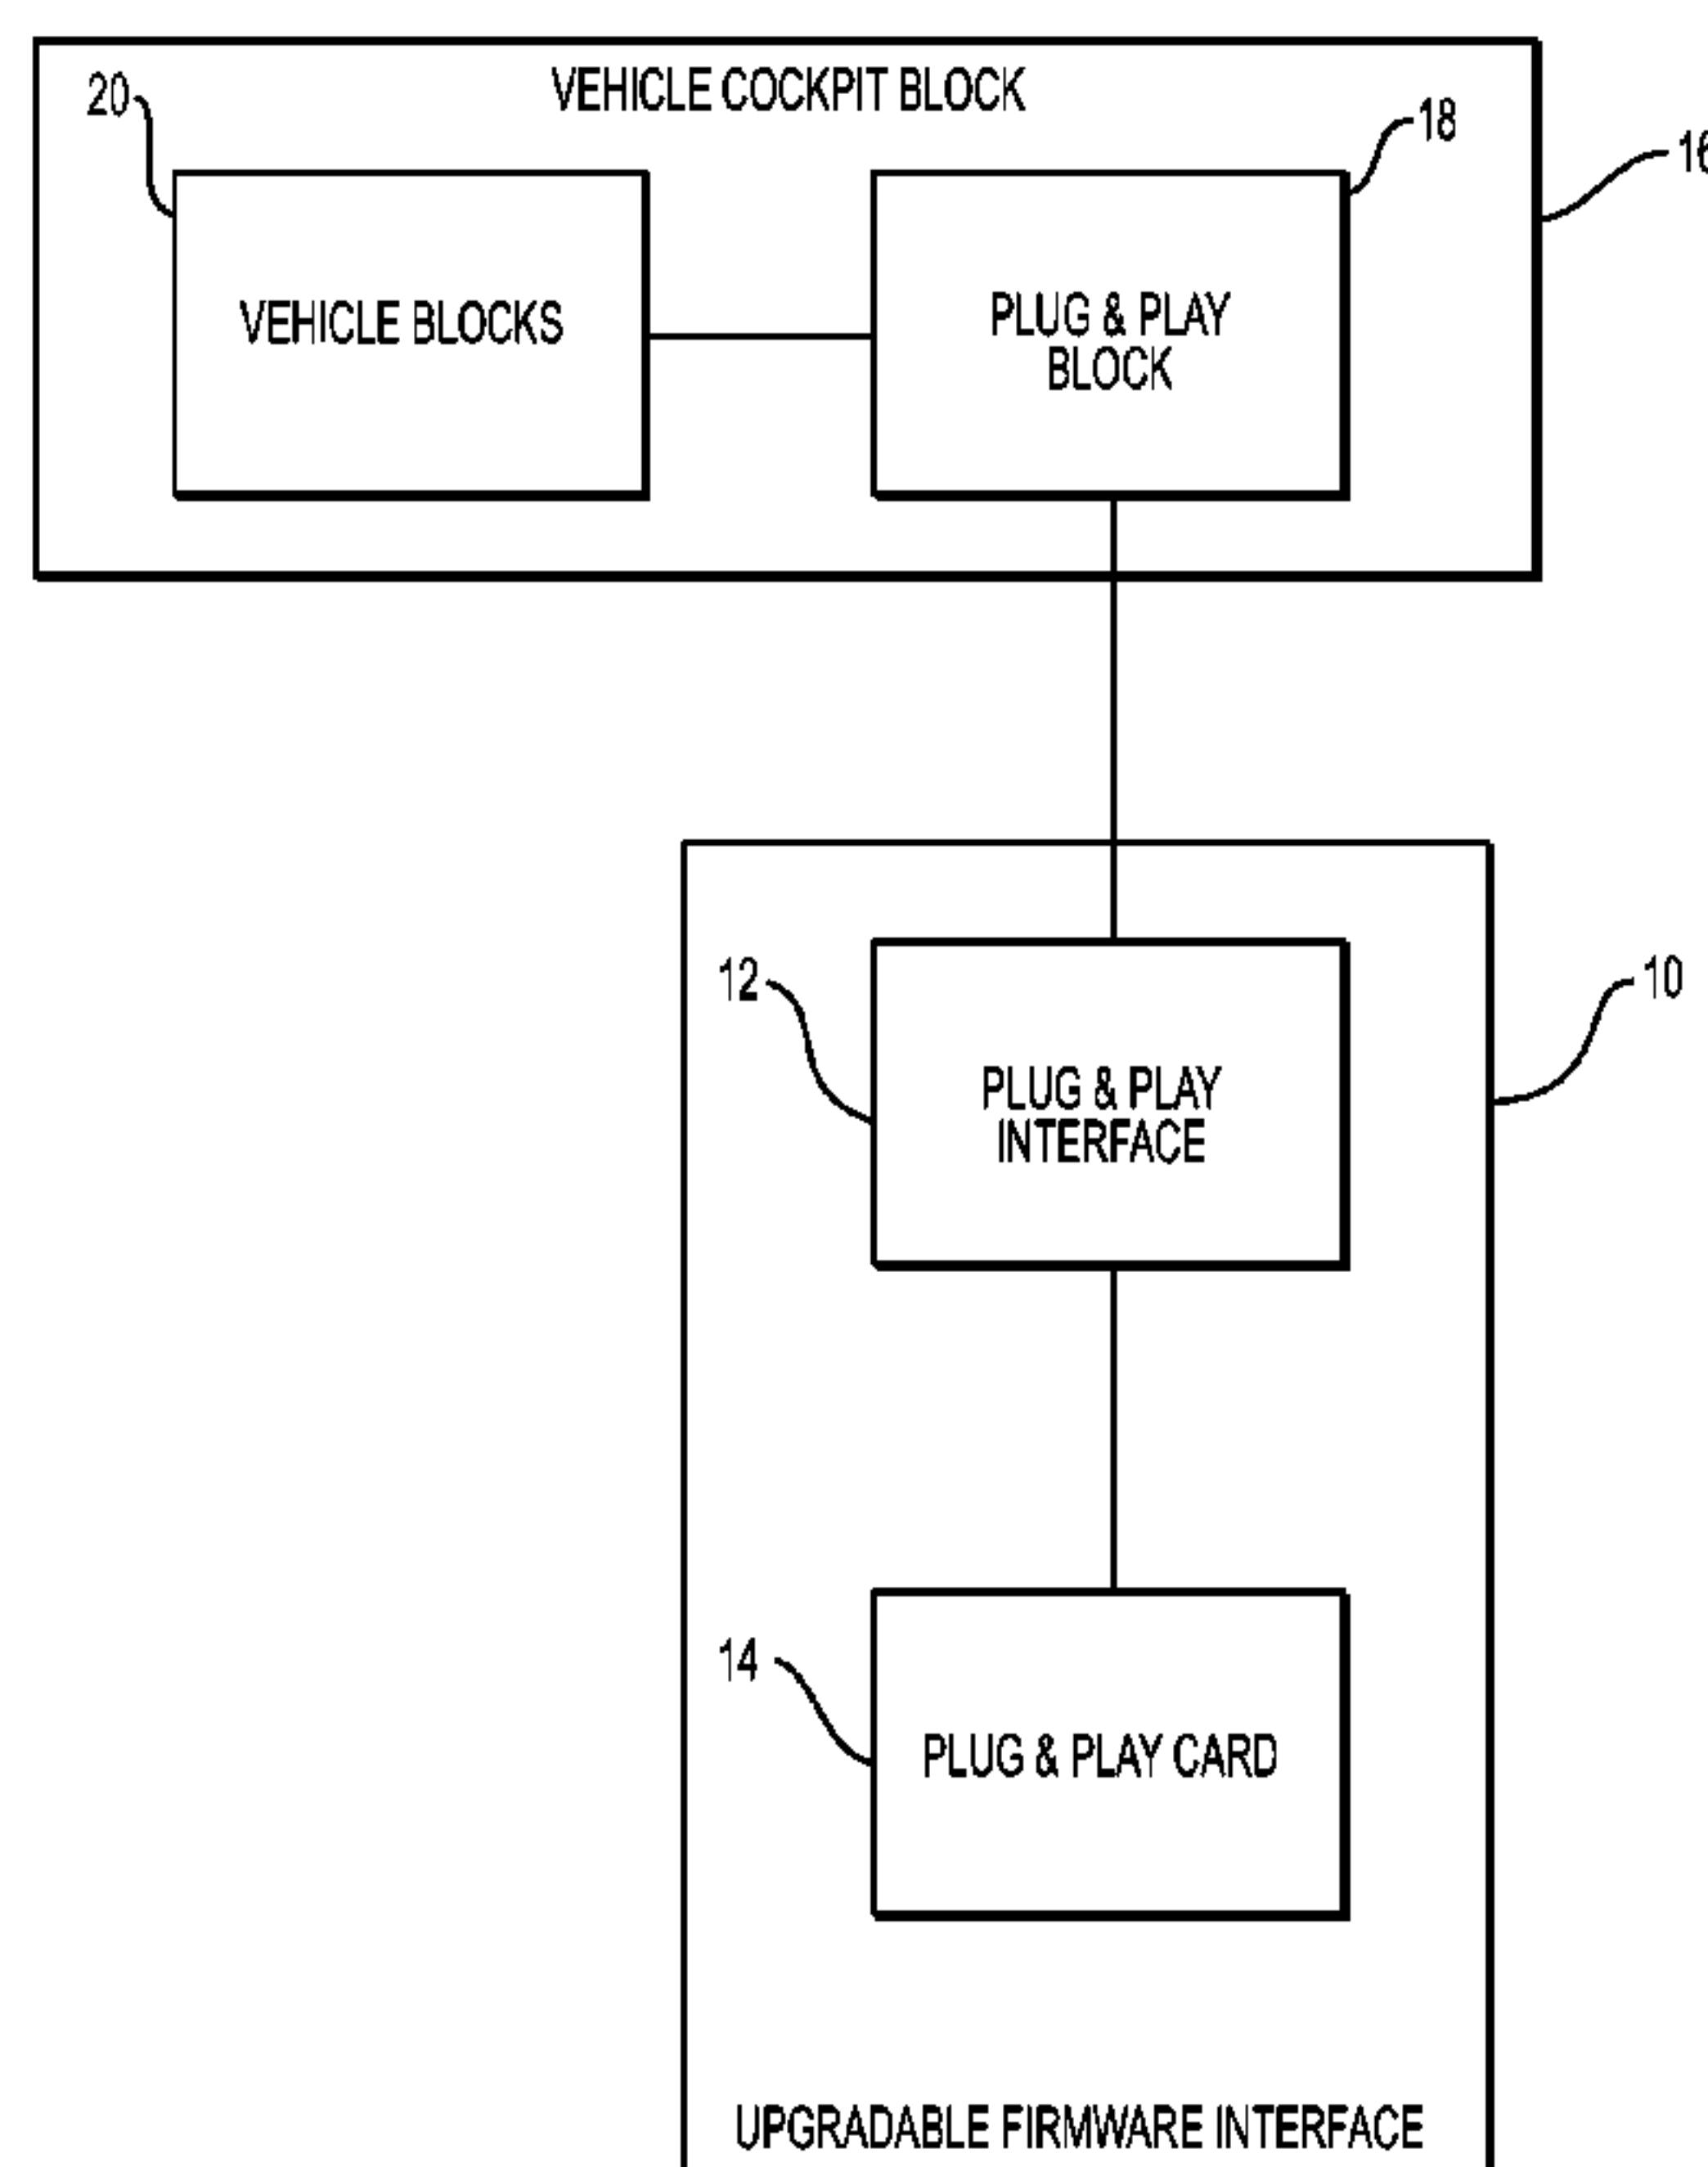 VEHICLE COCKPIT BLOCK
20
18
16
VEHICLE BLOCKS
PLUG & PLAY
BLOCK
12
10
PLUG & PLAY
INTERFACE
14
PLUG & PLAY CARD
UPGRADABLE FIRMWARE INTERFACE